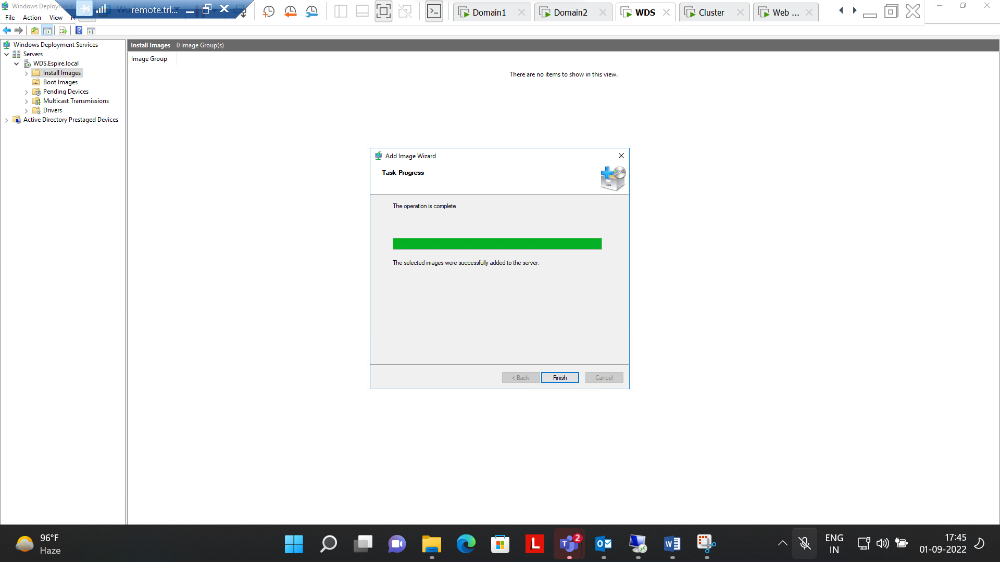 Windows Deployment
remote.trl...
Domain1
Domain2
WDS
Cluster
Web ...
File
Action
View
Windows Deployment Services
Servers
WDS.Espire.local
Install Images
Boot Images
Pending Devices
Multicast Transmissions
Drivers
Active Directory Prestaged Devices
Install Images 0 Image Group(s)
Image Group
There are no items to show in this view.
Add Image Wizard
Task Progress
The operation is complete
The selected images were successfully added to the server.
< Back
Finish
Cancel
96°F
Haze
L
2
ENG
IN
17:45
01-09-2022